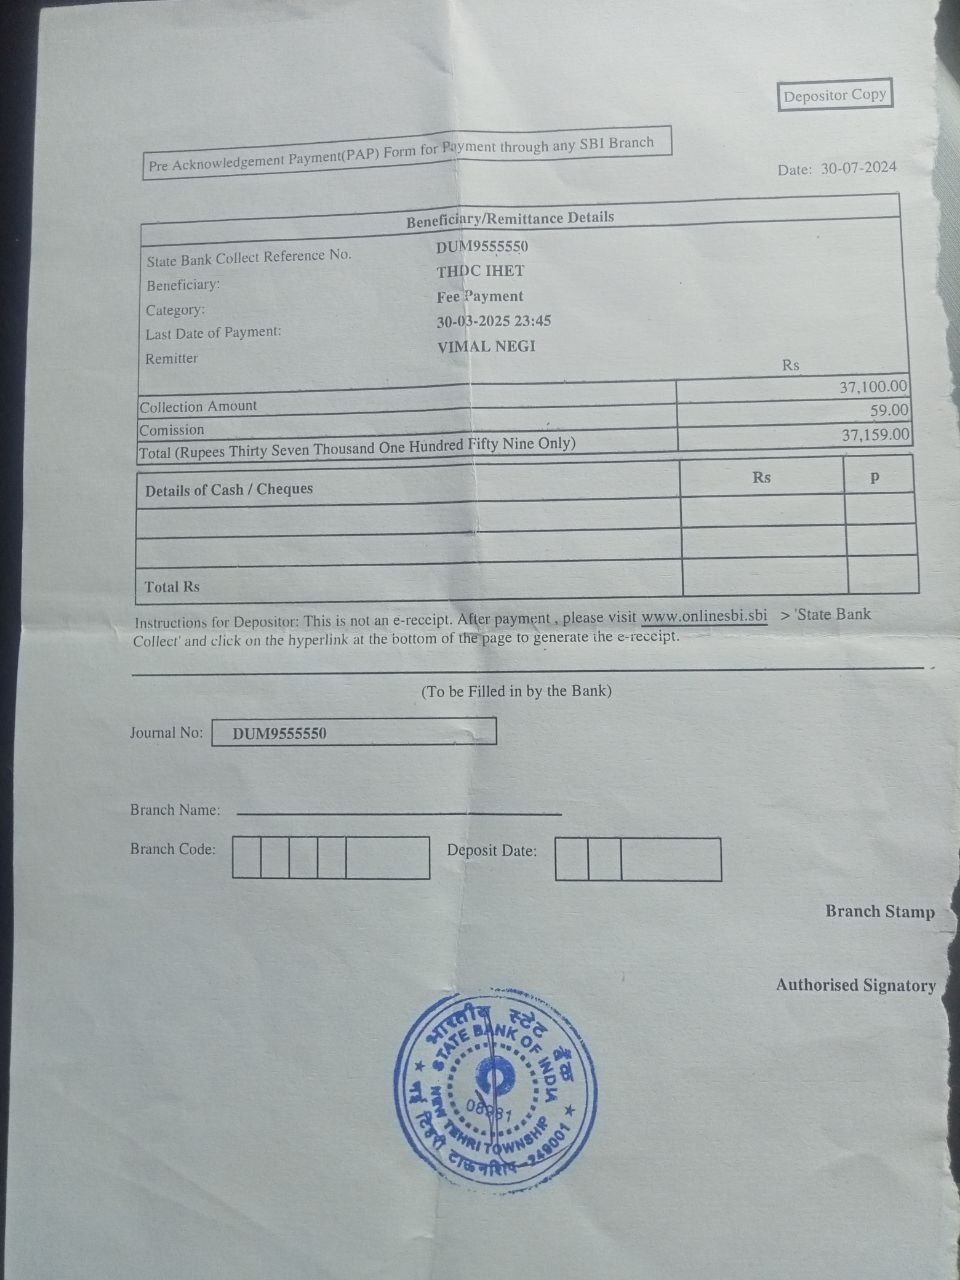 Depositor Copy
Pre Acknowledgement Payment(PAP) Form for Payment through any SBI Branch
Date: 30-07-2024
Beneficiary/Remittance Details
State Bank Collect Reference No. DUM9555550
Beneficiary: THDC IHET
Category: Fee Payment
Last Date of Payment: 30-03-2025 23:45
Remitter VIMAL NEGI
Rs
Collection Amount 37,100.00
Comission 59.00
Total (Rupees Thirty Seven Thousand One Hundred Fifty Nine Only) 37,159.00
Details of Cash / Cheques Rs P
Total Rs
Instructions for Depositor: This is not an e-receipt. After payment , please visit www.onlinesbi.sbi > 'State Bank
Collect' and click on the hyperlink at the bottom of the page to generate the e-receipt.
(To be Filled in by the Bank)
Journal No: DUM9555550
Branch Name:
Branch Code: Deposit Date:
Branch Stamp
Authorised Signatory
भारतीय स्टेट बैंक
STATE BANK OF INDIA
NEW TEHRI TOWNSHIP
नई टिहरी टाऊनशिप-249001